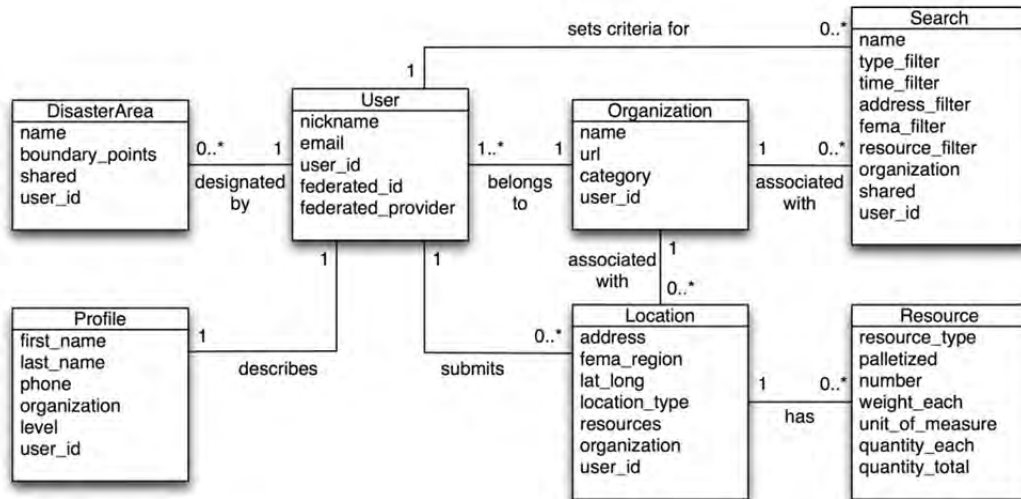 Search
name
type_filter
time_filter
address_filter
fema_filter
resource_filter
organization
shared
user_id
sets criteria for
0..*
1
DisasterArea
name
boundary_points
shared
user_id
0..*
1
designated
by
User
nickname
email
user_id
federated_id
federated_provider
1..*
1
belongs
to
Organization
name
url
category
user_id
1
0..*
associated
with
1
1
associated
with
1
0..*
Profile
first_name
last_name
phone
organization
level
user_id
1
describes
0..*
submits
Location
address
fema_region
lat_long
location_type
resources
organization
user_id
1
0..*
has
Resource
resource_type
palletized
number
weight_each
unit_of_measure
quantity_each
quantity_total